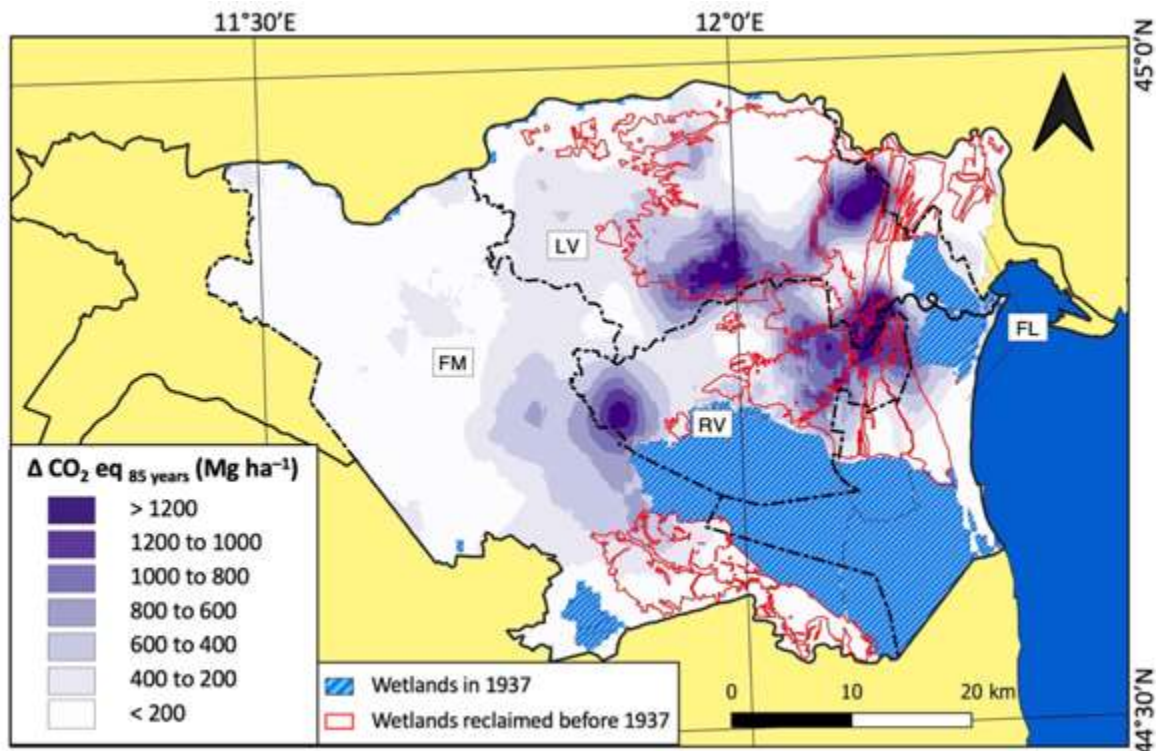 11°30'E
12°0'E
45°0'N
LV
FL
FM
RV
Δ CO₂ eq 85 years (Mg ha⁻¹)
> 1200
1200 to 1000
1000 to 800
800 to 600
600 to 400
400 to 200
< 200
Wetlands in 1937
Wetlands reclaimed before 1937
0 10 20 km
44°30'N